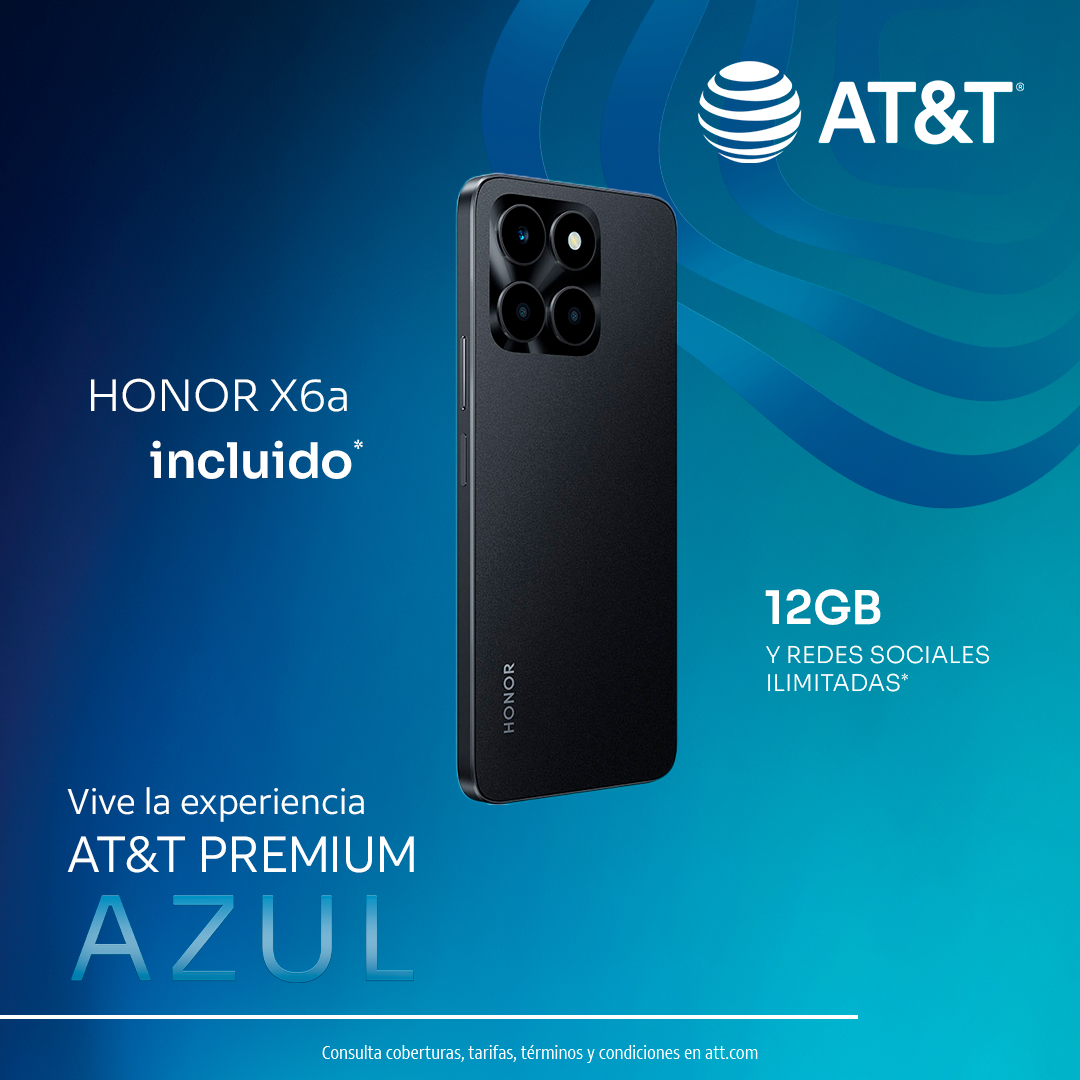 AT&T®
HONOR X6a
incluido*
12GB
Y REDES SOCIALES
ILIMITADAS*
HONOR
Vive la experiencia
AT&T PREMIUM
AZUL
Consulta coberturas, tarifas, términos y condiciones en att.com